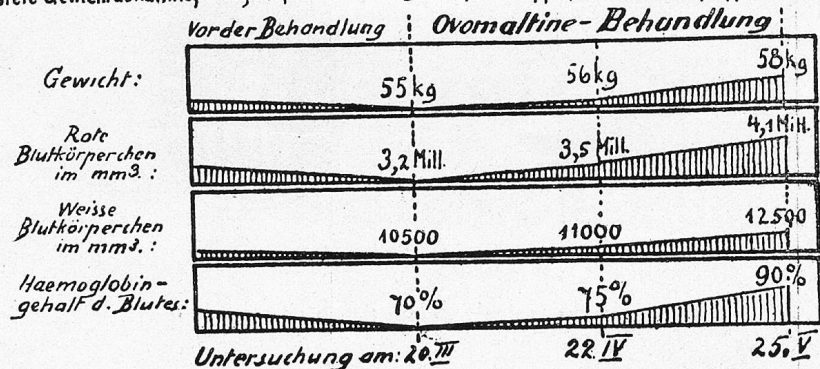 Vor der Behandlung Ovomaltine-Behandlung
Gewicht: 55 kg 56 kg 58 kg
Rote
Blutkörperchen
im mm3.: 3,2 Mill. 3,5 Mill. 4,1 Mill.
Weisse
Blutkörperchen
im mm3.: 10500 11000 12500
Haemoglobin-
gehalt d. Blutes: 70% 75% 90%
Untersuchung am: 20. III 22. IV 25. V